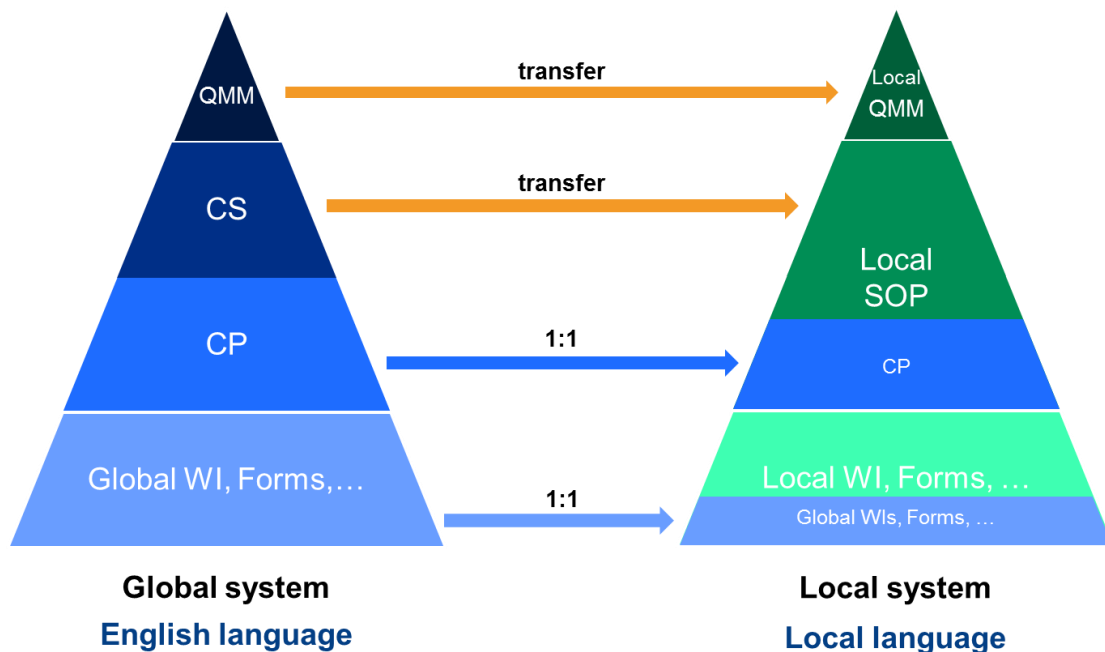 transfer
QMM
Local
QMM
transfer
CS
Local
SOP
CP
1:1
CP
Global WI, Forms,…
Local WI, Forms, …
1:1
Global WIs, Forms, …
Global system
Local system
English language
Local language